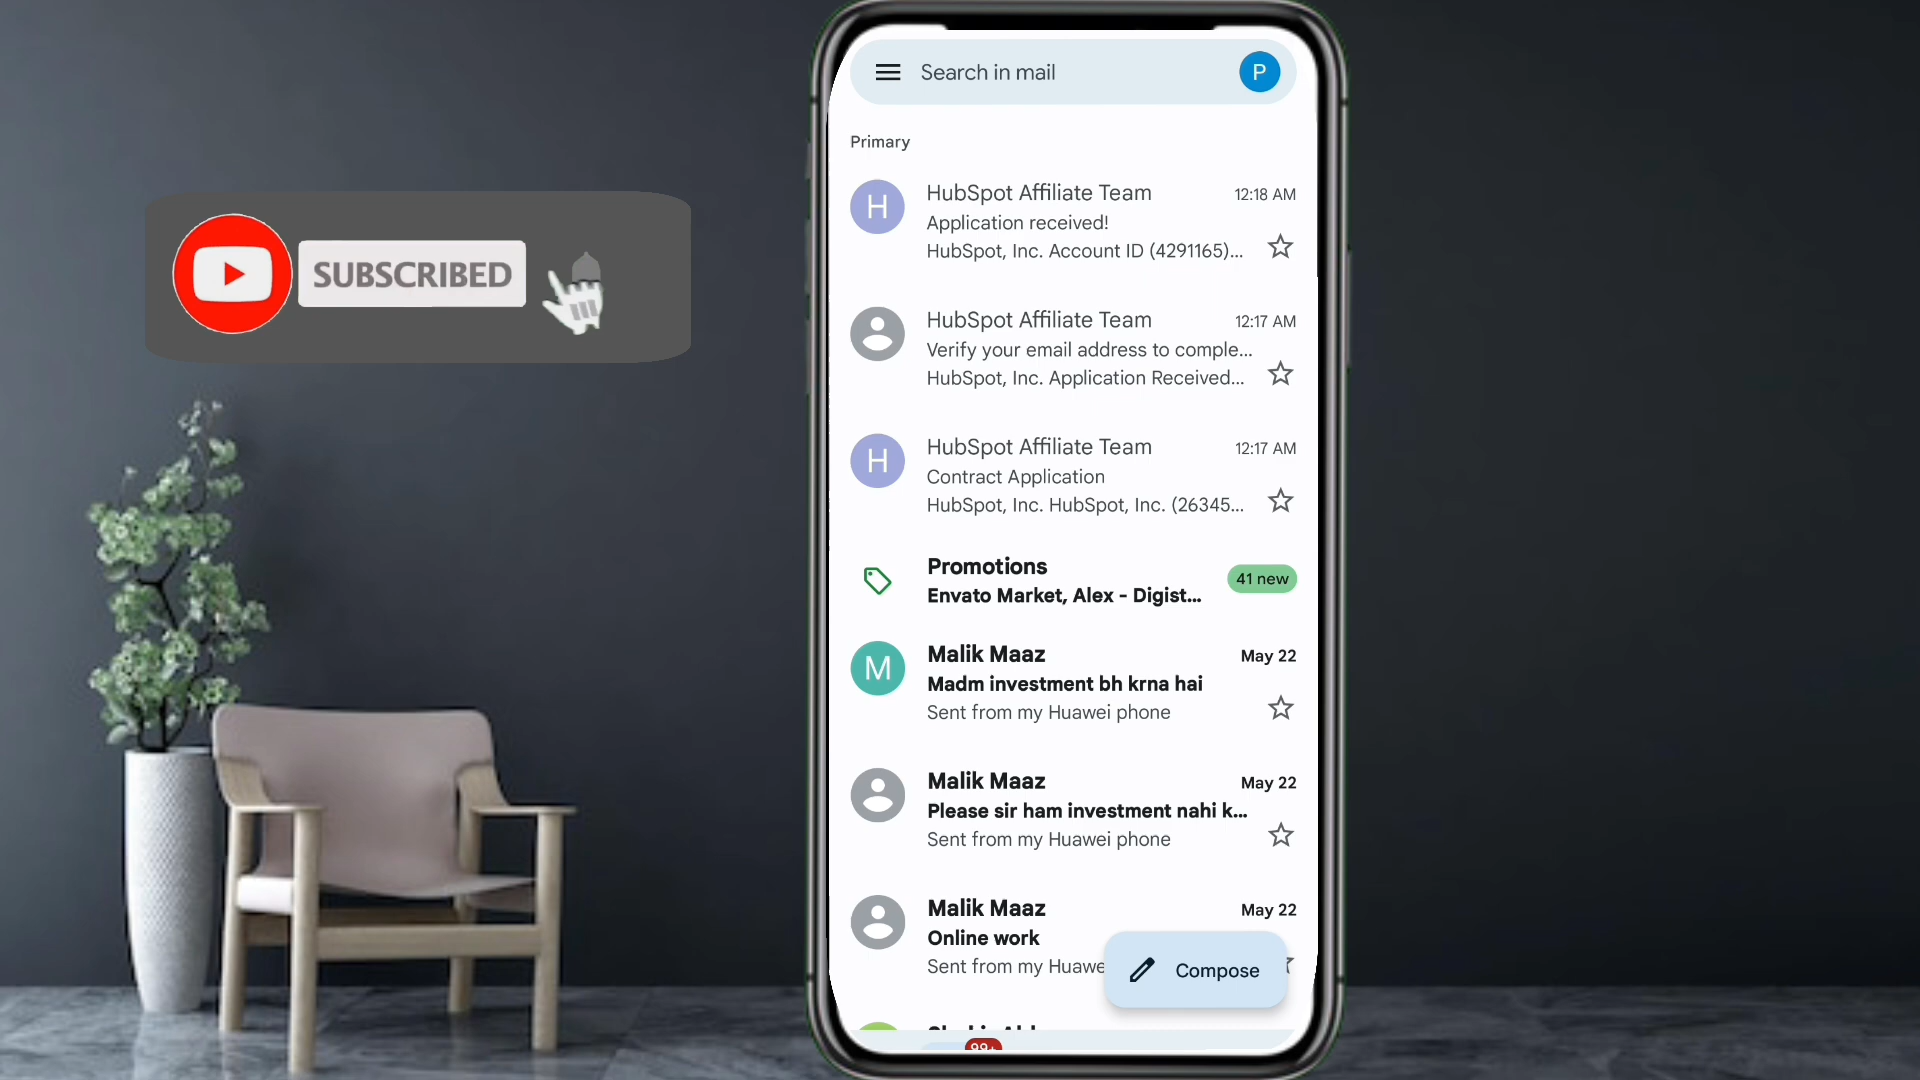 SUBSCRIBED
Search in mail
P
Primary
H
HubSpot Affiliate Team
12:18 AM
Application received!
HubSpot, Inc. Account ID (4291165)...
HubSpot Affiliate Team
12:17 AM
Verify your email address to comple...
HubSpot, Inc. Application Received...
H
HubSpot Affiliate Team
12:17 AM
Contract Application
HubSpot, Inc. HubSpot, Inc. (26345...
Promotions
41 new
Envato Market, Alex - Digist...
M
Malik Maaz
May 22
Madm investment bh krna hai
Sent from my Huawei phone
Malik Maaz
May 22
Please sir ham investment nahi k...
Sent from my Huawei phone
Malik Maaz
May 22
Online work
Sent from my Huawe
Compose
99+